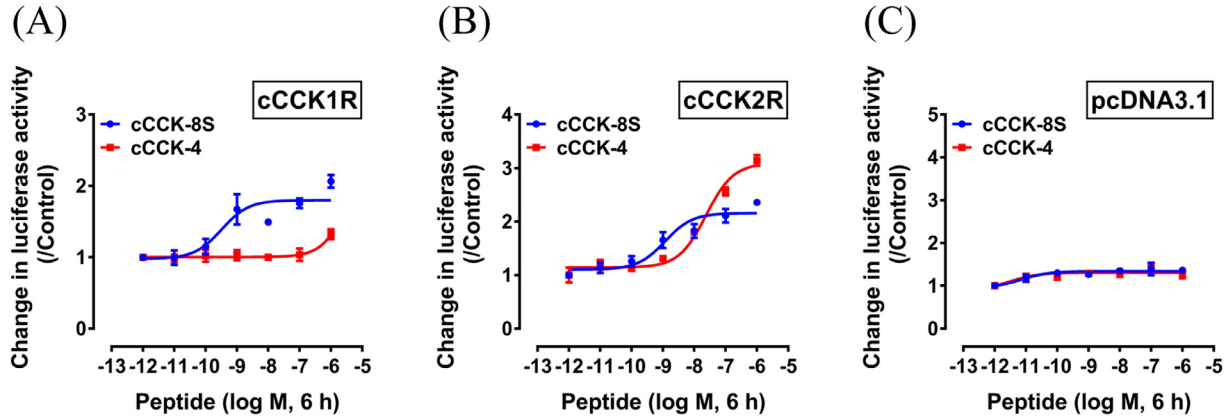 (A)
Change in luciferase activity
(/Control)
cCCK1R
cCCK-8S
cCCK-4
3
2
1
0
-13 -12 -11 -10 -9 -8 -7 -6 -5
Peptide (log M, 6 h)
(B)
Change in luciferase activity
(/Control)
cCCK2R
cCCK-8S
cCCK-4
4
3
2
1
0
-13 -12 -11 -10 -9 -8 -7 -6 -5
Peptide (log M, 6 h)
(C)
Change in luciferase activity
(/Control)
pcDNA3.1
cCCK-8S
cCCK-4
5
4
3
2
1
0
-13 -12 -11 -10 -9 -8 -7 -6 -5
Peptide (log M, 6 h)